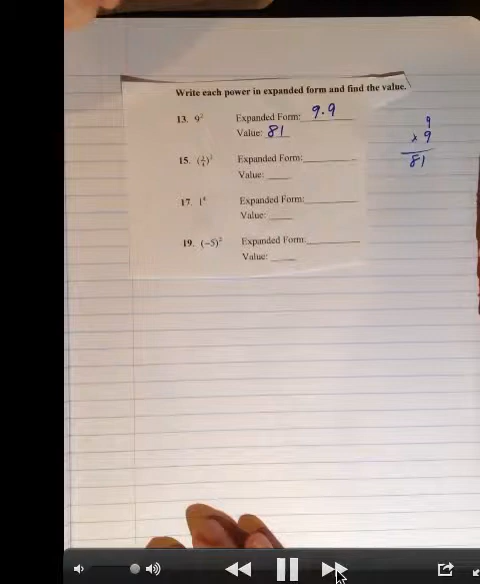 Write each power in expanded form and find the value.
13. 9² Expanded Form: 9.9
Value: 81
9
x 9
81
15. Expanded Form:
Value:
17. 1⁴ Expanded Form:
Value:
19. (−5)² Expanded Form:
Value: